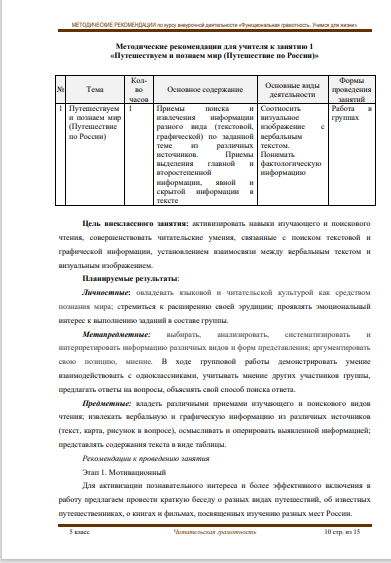 МЕТОДИЧЕСКИЕ РЕКОМЕНДАЦИИ по курсу внеурочной деятельности «Функциональная грамотность. Учимся для жизни»
Методические рекомендации для учителя к занятию 1
«Путешествуем и познаем мир (Путешествие по России)»
№ Тема Кол-во часов Основное содержание Основные виды деятельности Формы проведения занятий
1 Путешествуем 1 Приемы поиска и Соотносить Работа в
и познаем мир извлечения информации визуальное группах
(Путешествие разного вида (текстовой, изображение с
по России) графической) по заданной вербальным
теме из различных текстом.
источников. Приемы Понимать
выделения главной и фактологическую
второстепенной информацию
информации, явной и
скрытой информации в
тексте
Цель внеклассного занятия: активизировать навыки изучающего и поискового
чтения, совершенствовать читательские умения, связанные с поиском текстовой и
графической информации, установлением взаимосвязи между вербальным текстом и
визуальным изображением.
Планируемые результаты:
Личностные: овладевать языковой и читательской культурой как средством
познания мира; стремиться к расширению своей эрудиции; проявлять эмоциональный
интерес к выполнению заданий в составе группы.
Метапредметные: выбирать, анализировать, систематизировать и
интерпретировать информацию различных видов и форм представления; аргументировать
свою позицию, мнение. В ходе групповой работы демонстрировать умение
взаимодействовать с одноклассниками, учитывать мнение других участников группы,
предлагать ответы на вопросы, объяснять свой способ поиска ответа.
Предметные: владеть различными приемами изучающего и поискового видов
чтения; извлекать вербальную и графическую информацию из различных источников
(текст, карта, рисунок в вопросе), осмысливать и оперировать выявленной информацией;
представлять содержания текста в виде таблицы.
Рекомендации к проведению занятия
Этап 1. Мотивационный
Для активизации познавательного интереса и более эффективного включения в
работу предлагаем провести краткую беседу о разных видах путешествий, об известных
путешественниках, о книгах и фильмах, посвященных изучению разных мест России.
5 класс Читательская грамотность 10 стр. из 15